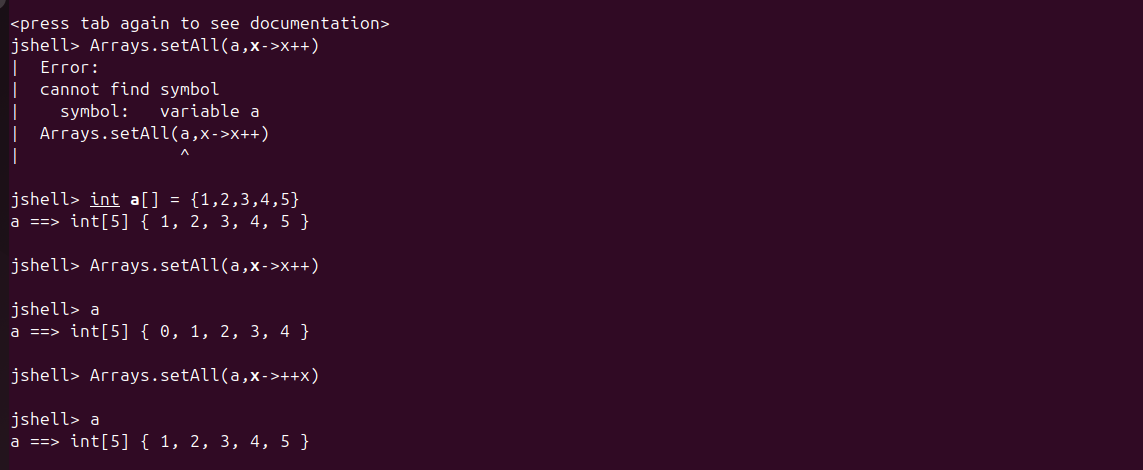 <press tab again to see documentation>
jshell> Arrays.setAll(a,x->x++)
|  Error:
|  cannot find symbol
|    symbol:   variable a
|  Arrays.setAll(a,x->x++)
|                ^
jshell> int a[] = {1,2,3,4,5}
a ==> int[5] { 1, 2, 3, 4, 5 }
jshell> Arrays.setAll(a,x->x++)
jshell> a
a ==> int[5] { 0, 1, 2, 3, 4 }
jshell> Arrays.setAll(a,x->++x)
jshell> a
a ==> int[5] { 1, 2, 3, 4, 5 }